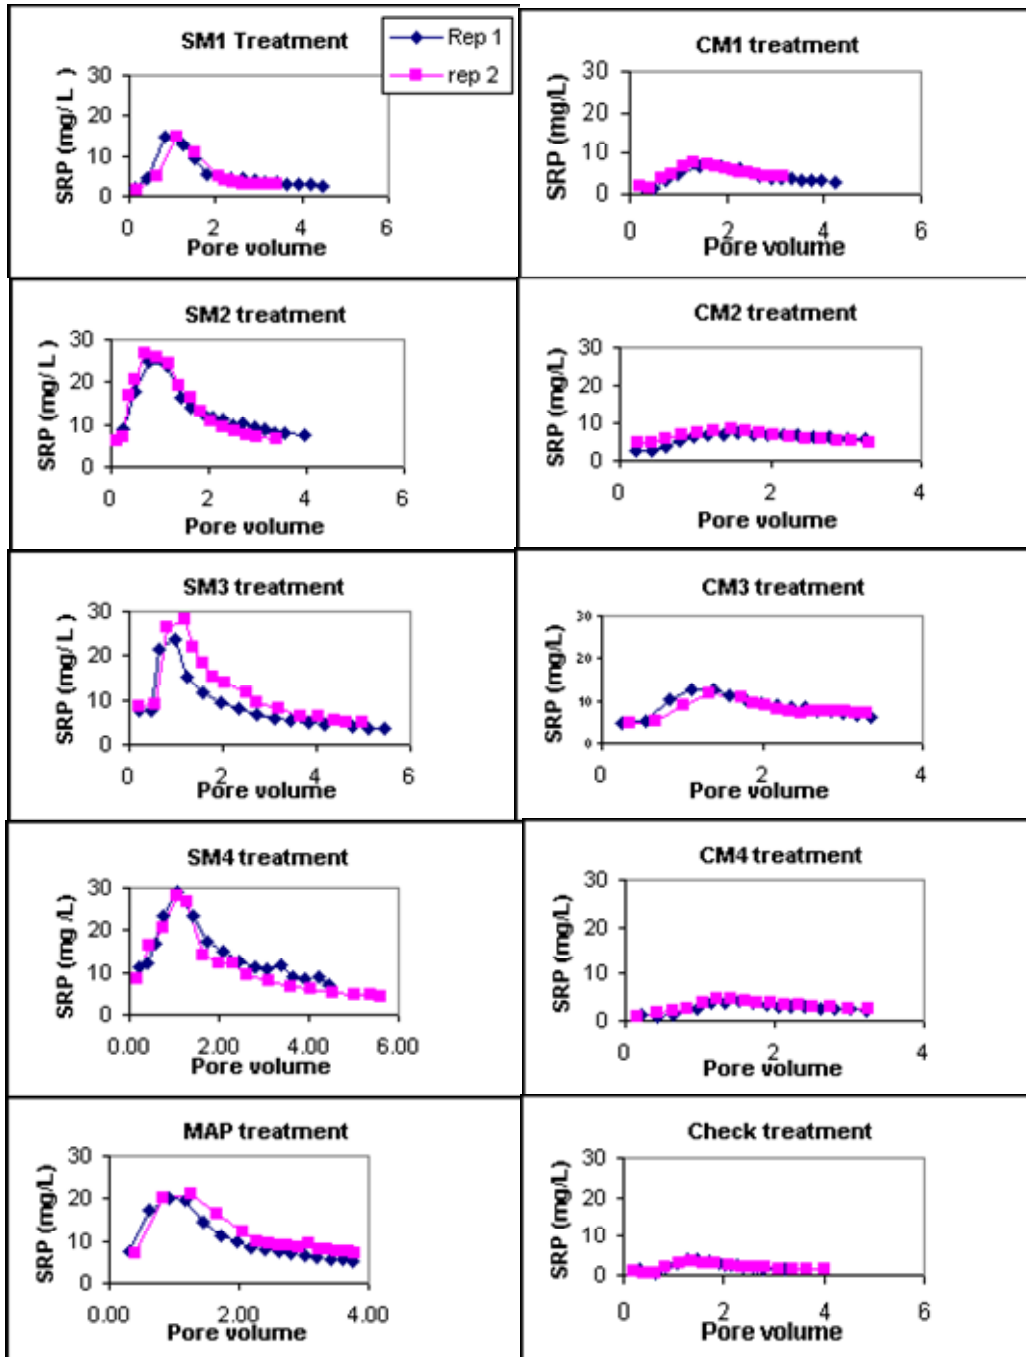 SM1 Treatment
Rep 1
rep 2
SRP (mg/ L )
30
20
10
0
0 2 4 6
Pore volume
CM1 treatment
SRP (mg/L)
30
20
10
0
0 2 4 6
Pore volume
SM2 treatment
SRP (mg/ L )
30
20
10
0
0 2 4 6
Pore volume
CM2 treatment
SRP (mg/L)
30
20
10
0
0 2 4
Pore volume
SM3 treatment
SRP (mg/ L )
30
20
10
0
0 2 4 6
Pore volume
CM3 treatment
SRP (mg/L)
30
20
10
0
0 2 4
Pore volume
SM4 treatment
SRP (mg /L)
30
20
10
0
0.00 2.00 4.00 6.00
Pore volume
CM4 treatment
SRP (mg/L)
30
20
10
0
0 2 4
Pore volume
MAP treatment
SRP (mg/L)
30
20
10
0
0.00 2.00 4.00
Pore volume
Check treatment
SRP (mg/L)
30
20
10
0
0 2 4 6
Pore volume